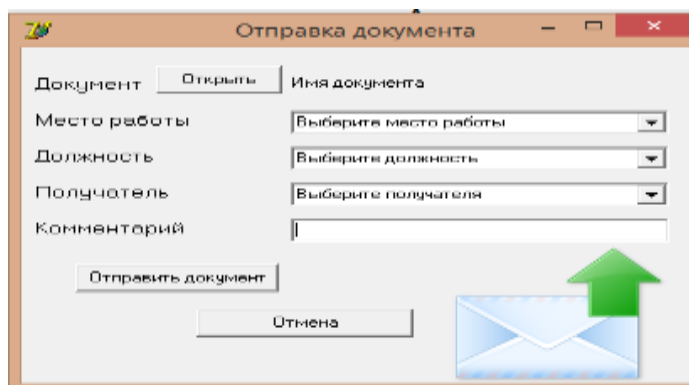 Отправка документа
Документ Открыть Имя документа
Место работы Выберите место работы
Должность Выберите должность
Получатель Выберите получателя
Комментарий
Отправить документ
Отмена